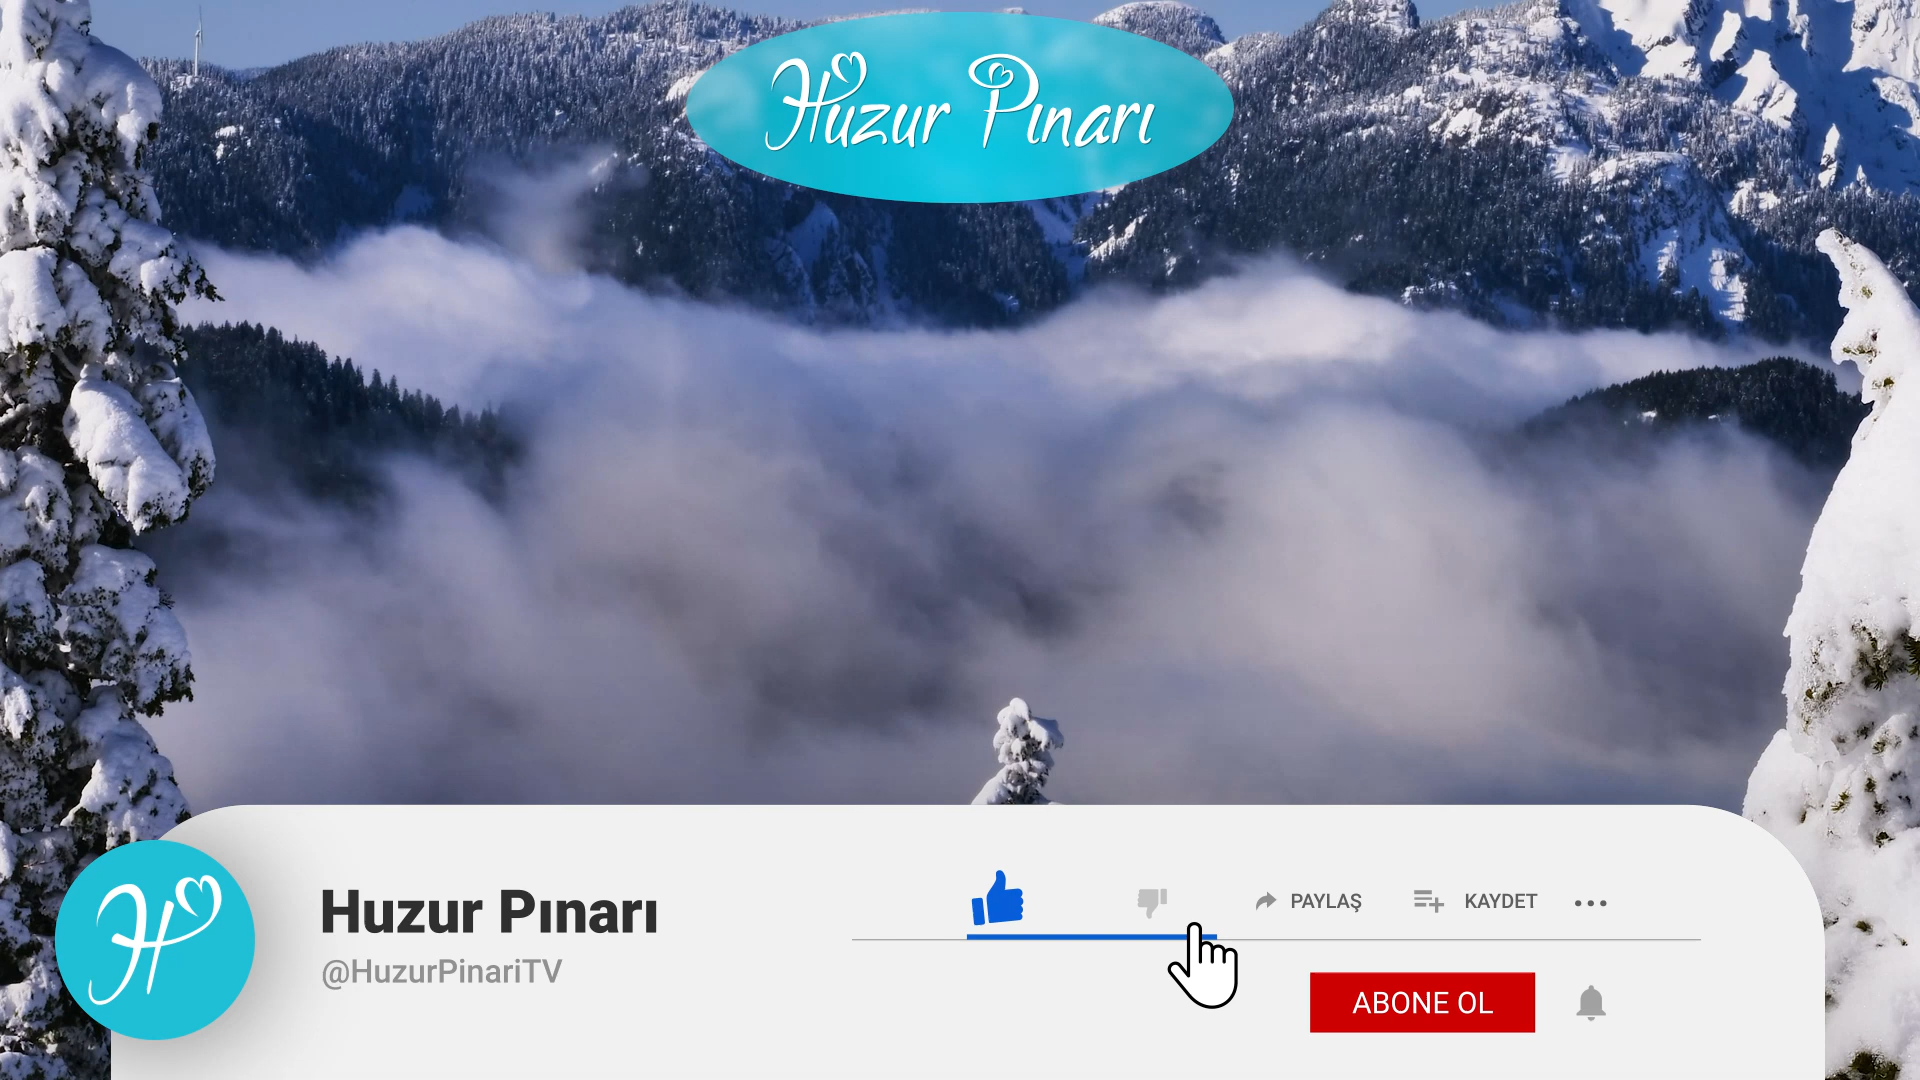 Huzur Pınarı
Huzur Pınarı
@HuzurPinariTV
PAYLAŞ
KAYDET
ABONE OL